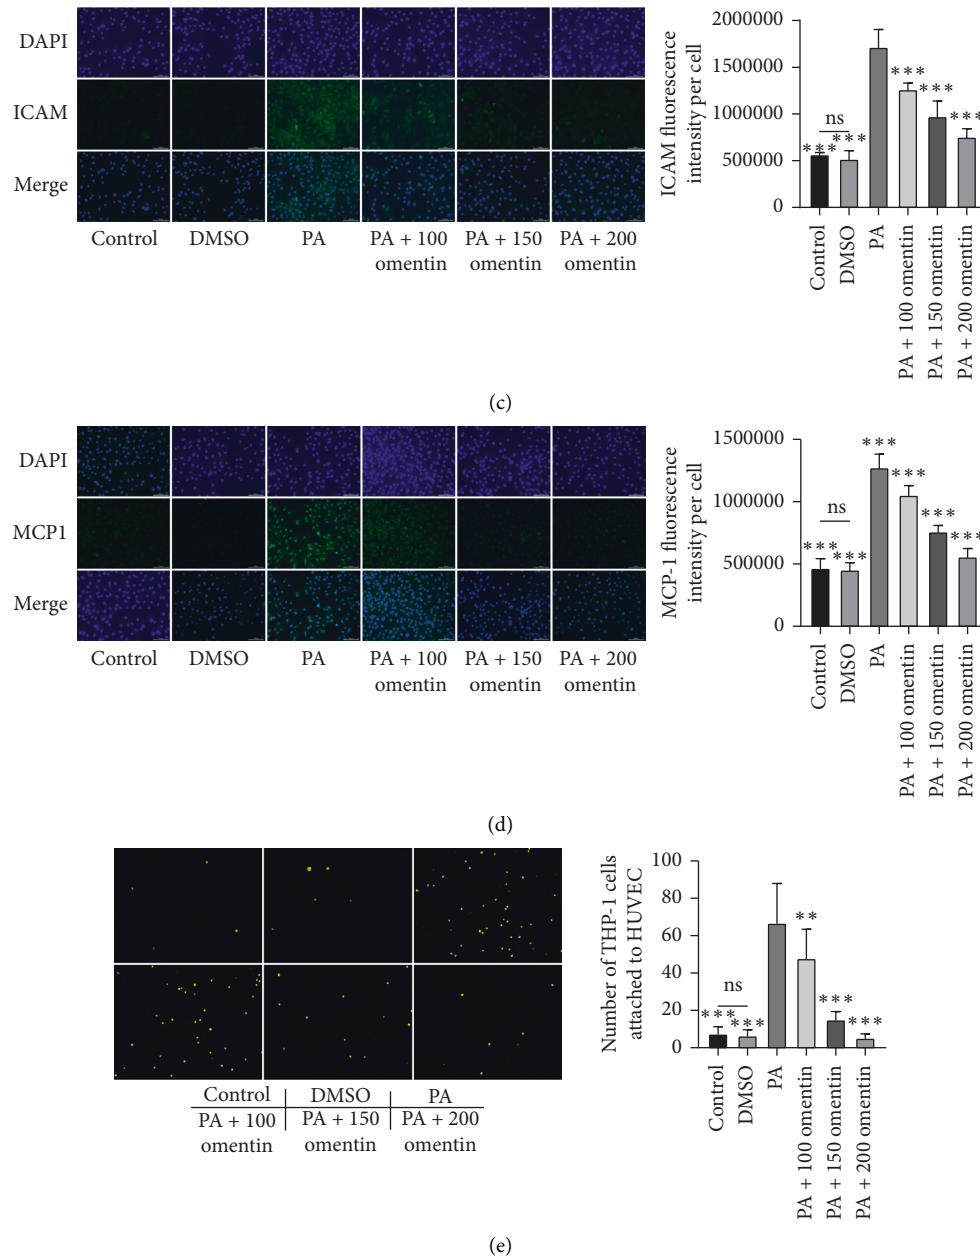 DAPI
ICAM
Merge
Control DMSO PA PA + 100 PA + 150 PA + 200
omentin omentin omentin
ICAM fluorescence
intensity per cell
2000000
1500000
1000000
500000
0
*** ns *** *** *** ***
Control
DMSO
PA
PA + 100 omentin
PA + 150 omentin
PA + 200 omentin
(c)
DAPI
MCP1
Merge
Control DMSO PA PA + 100 PA + 150 PA + 200
omentin omentin omentin
MCP-1 fluorescence
intensity per cell
1500000
1000000
500000
0
*** ns *** *** *** *** ***
Control
DMSO
PA
PA + 100 omentin
PA + 150 omentin
PA + 200 omentin
(d)
Control DMSO PA
PA + 100 PA + 150 PA + 200
omentin omentin omentin
Number of THP-1 cells
attached to HUVEC
100
80
60
40
20
0
*** ns *** ** *** ***
Control
DMSO
PA
PA + 100 omentin
PA + 150 omentin
PA + 200 omentin
(e)